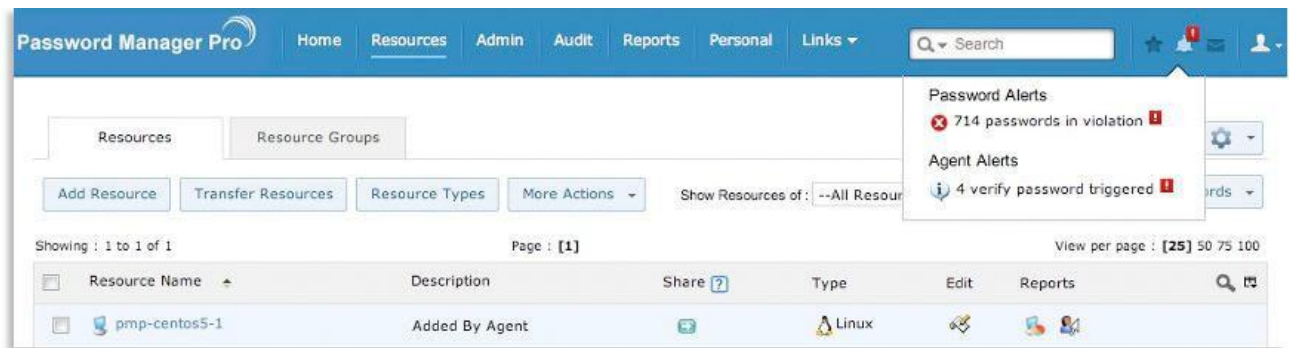 Password Manager Pro Home Resources Admin Audit Reports Personal Links Search
Password Alerts
714 passwords in violation
Agent Alerts
4 verify password triggered
Resources Resource Groups
Add Resource Transfer Resources Resource Types More Actions Show Resources of : --All Resour rds
Showing : 1 to 1 of 1 Page : [1] View per page : [25] 50 75 100
Resource Name Description Share [?] Type Edit Reports
pmp-centos5-1 Added By Agent Linux